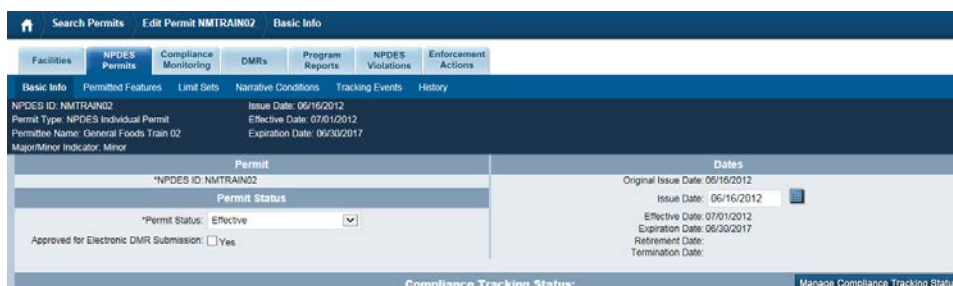 Search Permits Edit Permit NMTRAIN02 Basic Info
Facilities NPDES Permits Compliance Monitoring DMRs Program Reports NPDES Violations Enforcement Actions
Basic Info Permitted Features Limit Sets Narrative Conditions Tracking Events History
NPDES ID: NMTRAIN02 Issue Date: 06/16/2012
Permit Type: NPDES Individual Permit Effective Date: 07/01/2012
Permittee Name: General Foods Train 02 Expiration Date: 06/30/2017
Major/Minor Indicator: Minor
Permit Dates
*NPDES ID: NMTRAIN02 Original Issue Date: 06/16/2012
Permit Status Issue Date: 06/16/2012
*Permit Status: Effective Effective Date: 07/01/2012
Expiration Date: 06/30/2017
Approved for Electronic DMR Submission: Yes Retirement Date:
Termination Date:
Compliance Tracking Status: Manage Compliance Tracking Statu